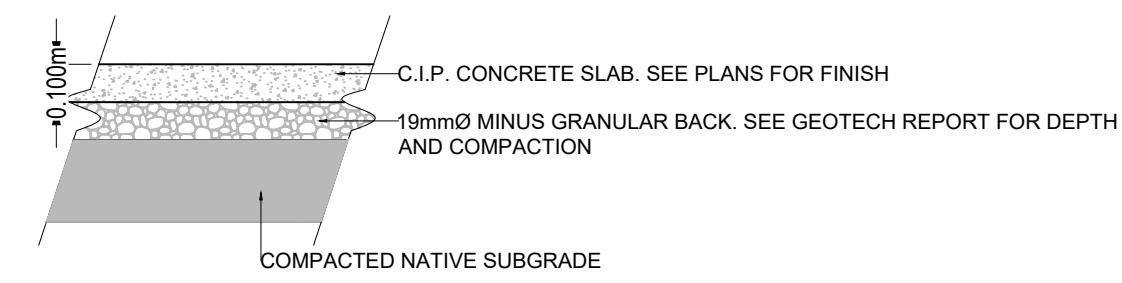 0.100m
C.I.P. CONCRETE SLAB. SEE PLANS FOR FINISH
19mmØ MINUS GRANULAR BACK. SEE GEOTECH REPORT FOR DEPTH
AND COMPACTION
COMPACTED NATIVE SUBGRADE